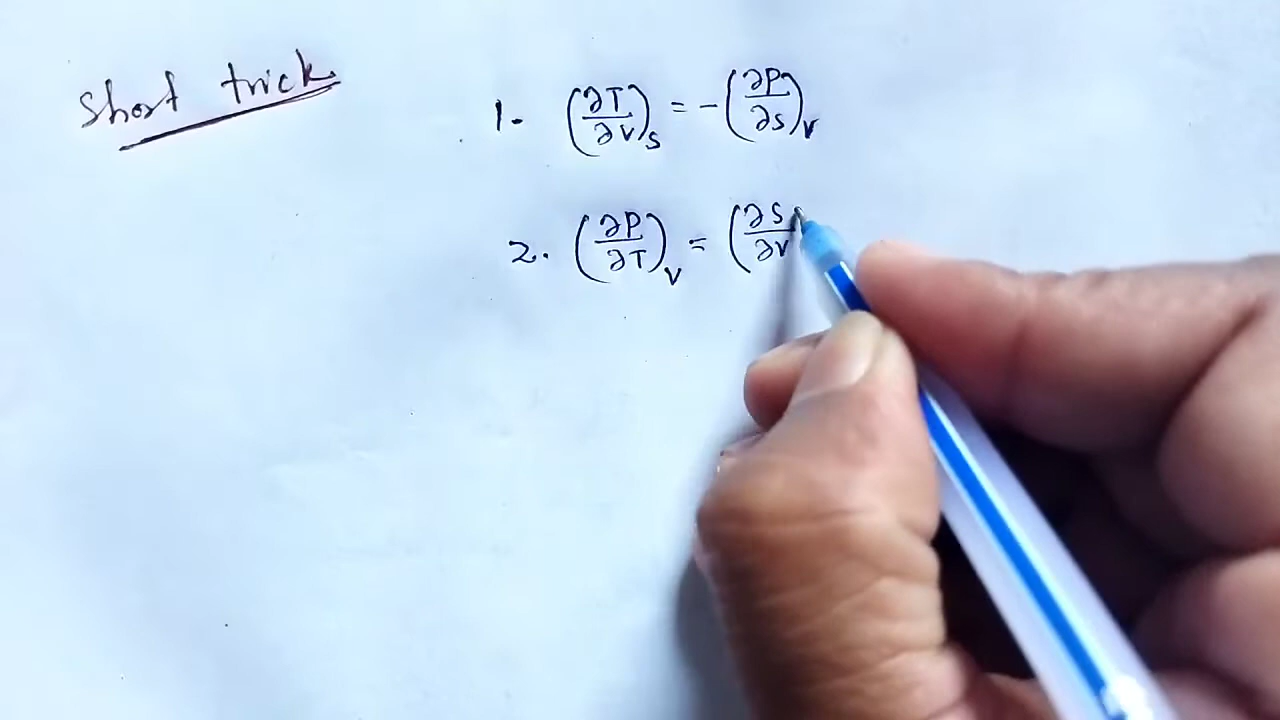 Short trick
1. (∂T/∂V)_S = -(∂P/∂S)_V
2. (∂P/∂T)_V = (∂S/∂V